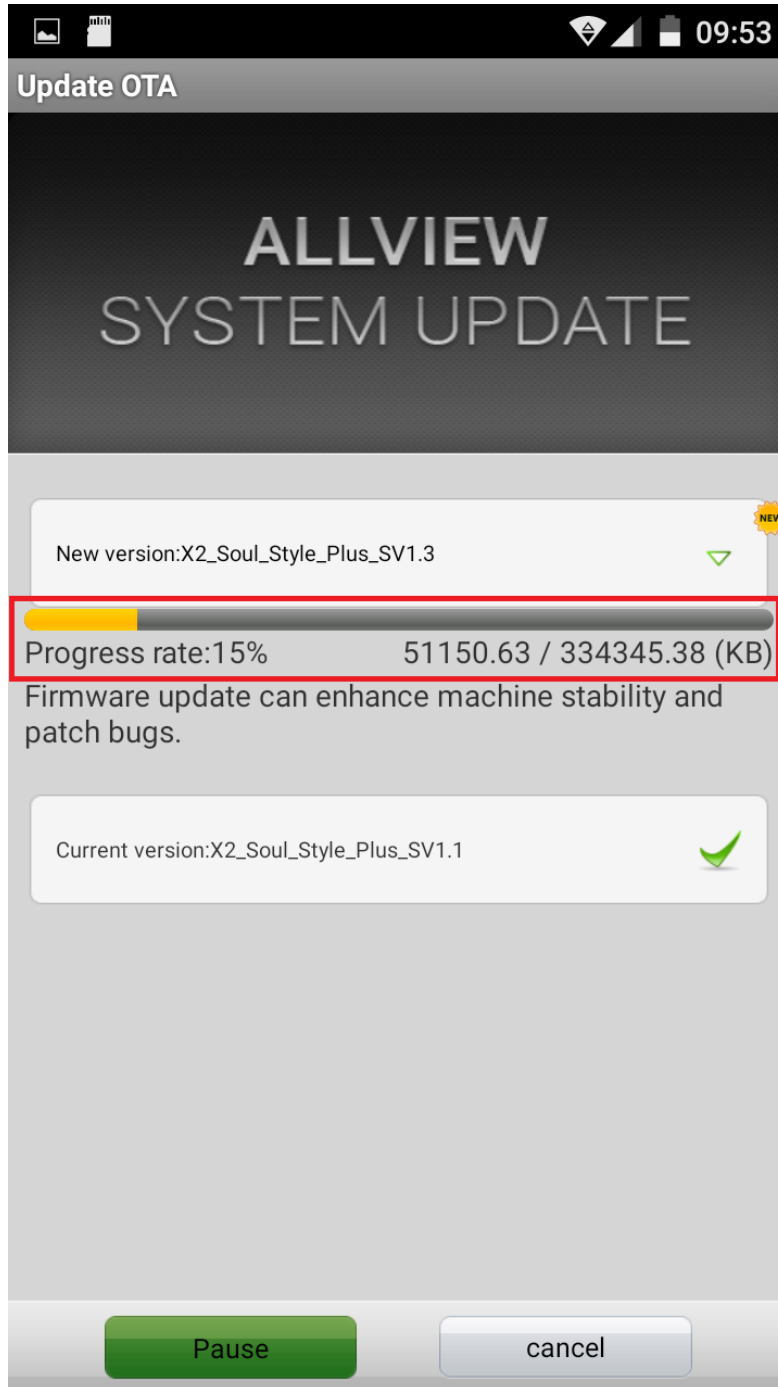 09:53
Update OTA
ALLVIEW
SYSTEM UPDATE
NEW
New version:X2_Soul_Style_Plus_SV1.3
Progress rate:15% 51150.63 / 334345.38 (KB)
Firmware update can enhance machine stability and
patch bugs.
Current version:X2_Soul_Style_Plus_SV1.1
Pause cancel